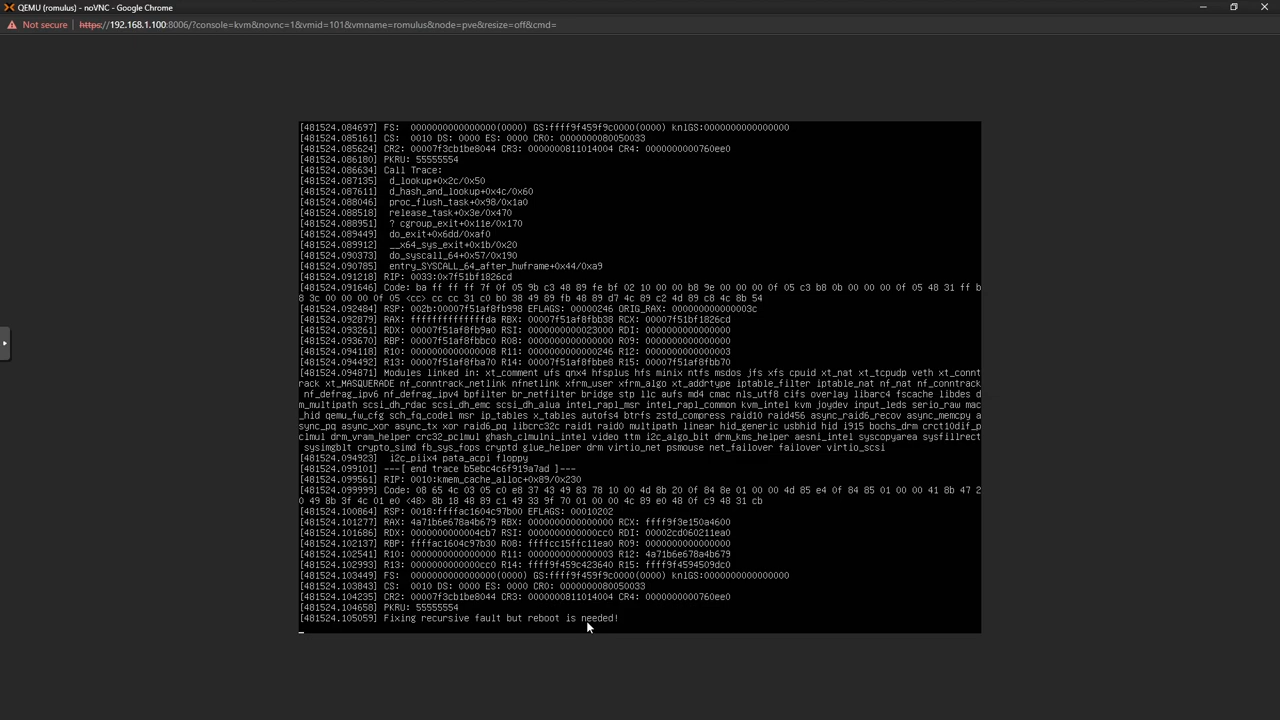 QEMU (romulus) - noVNC - Google Chrome
Not secure | https://192.168.1.100:8006/?console=kvm&novnc=1&vmid=101&vmname=romulus&node=pve&resize=off&cmd=
[481524.084697] FS:  0000000000000000(0000) GS:ffff9f459f9c0000(0000) knlGS:0000000000000000
[481524.085161] CS:  0010 DS: 0000 ES: 0000 CR0: 0000000080050033
[481524.085624] CR2: 00007f3cb1be8044 CR3: 0000000811014004 CR4: 0000000000760ee0
[481524.086180] PKRU: 55555554
[481524.086634] Call Trace:
[481524.087135]  d_lookup+0x2c/0x50
[481524.087611]  d_hash_and_lookup+0x4c/0x60
[481524.088046]  proc_flush_task+0x98/0x1a0
[481524.088518]  release_task+0x3e/0x470
[481524.088951]  ? cgroup_exit+0x11e/0x170
[481524.089449]  do_exit+0x6dd/0xaf0
[481524.089912]  __x64_sys_exit+0x1b/0x20
[481524.090373]  do_syscall_64+0x57/0x190
[481524.090785]  entry_SYSCALL_64_after_hwframe+0x44/0xa9
[481524.091218] RIP: 0033:0x7f51bf1826cd
[481524.091646] Code: ba ff ff ff 7f 0f 05 9b c3 48 89 fe bf 02 10 00 00 b8 9e 00 00 00 0f 05 c3 b8 0b 00 00 00 0f 05 48 31 ff b
8 3c 00 00 00 0f 05 <cc> cc cc 31 c0 b0 38 49 89 fb 48 89 d7 4c 89 c2 4d 89 c8 4c 8b 54
[481524.092484] RSP: 002b:00007f51af8fb998 EFLAGS: 00000246 ORIG_RAX: 000000000000003c
[481524.092879] RAX: ffffffffffffffda RBX: 00007f51af8fbb38 RCX: 00007f51bf1826cd
[481524.093261] RDX: 00007f51af8fb9a0 RSI: 0000000000023000 RDI: 0000000000000000
[481524.093670] RBP: 00007f51af8fbbc0 R08: 0000000000000000 R09: 0000000000000000
[481524.094118] R10: 0000000000000008 R11: 0000000000000246 R12: 0000000000000003
[481524.094492] R13: 00007f51af8fba70 R14: 00007f51af8fbbe8 R15: 00007f51af8fbb70
[481524.094871] Modules linked in: xt_comment ufs qnx4 hfsplus hfs minix ntfs msdos jfs xfs cpuid xt_nat xt_tcpudp veth xt_connt
rack xt_MASQUERADE nf_conntrack_netlink nfnetlink xfrm_user xfrm_algo xt_addrtype iptable_filter iptable_nat nf_nat nf_conntrack
 nf_defrag_ipv6 nf_defrag_ipv4 bpfilter br_netfilter bridge stp llc aufs md4 cmac nls_utf8 cifs overlay libarc4 fscache libdes d
m_multipath scsi_dh_rdac scsi_dh_emc scsi_dh_alua intel_rapl_msr intel_rapl_common kvm_intel kvm joydev input_leds serio_raw mac
_hid qemu_fw_cfg sch_fq_codel msr ip_tables x_tables autofs4 btrfs zstd_compress raid10 raid456 async_raid6_recov async_memcpy a
sync_pq async_xor async_tx xor raid6_pq libcrc32c raid1 raid0 multipath linear hid_generic usbhid hid i915 bochs_drm crct10dif_p
clmul drm_vram_helper crc32_pclmul ghash_clmulni_intel video ttm i2c_algo_bit drm_kms_helper aesni_intel syscopyarea sysfillrect
 sysimgblt crypto_simd fb_sys_fops cryptd glue_helper drm virtio_net psmouse net_failover failover virtio_scsi
[481524.094923]  i2c_piix4 pata_acpi floppy
[481524.099101] ---[ end trace b5ebc4c6f919a7ad ]---
[481524.099561] RIP: 0010:kmem_cache_alloc+0x89/0x230
[481524.099999] Code: 08 65 4c 03 05 c0 e8 37 43 49 83 78 10 00 4d 8b 20 0f 84 8e 01 00 00 4d 85 e4 0f 84 85 01 00 00 41 8b 47 2
0 49 8b 3f 4c 01 e0 <48> 8b 18 48 89 c1 49 33 9f 70 01 00 00 4c 89 e0 48 0f c9 48 31 cb
[481524.100864] RSP: 0018:ffffac1604c97b00 EFLAGS: 00010202
[481524.101277] RAX: 4a71b6e678a4b679 RBX: 0000000000000000 RCX: ffff9f3e150a4600
[481524.101686] RDX: 0000000000004cb7 RSI: 0000000000000cc0 RDI: 00002cd060211ea0
[481524.102137] RBP: ffffac1604c97b30 R08: ffffcc15ffc11ea0 R09: 0000000000000000
[481524.102541] R10: 0000000000000000 R11: 0000000000000003 R12: 4a71b6e678a4b679
[481524.102993] R13: 0000000000000cc0 R14: ffff9f459c423640 R15: ffff9f4594509dc0
[481524.103449] FS:  0000000000000000(0000) GS:ffff9f459f9c0000(0000) knlGS:0000000000000000
[481524.103843] CS:  0010 DS: 0000 ES: 0000 CR0: 0000000080050033
[481524.104235] CR2: 00007f3cb1be8044 CR3: 0000000811014004 CR4: 0000000000760ee0
[481524.104658] PKRU: 55555554
[481524.105059] Fixing recursive fault but reboot is needed!